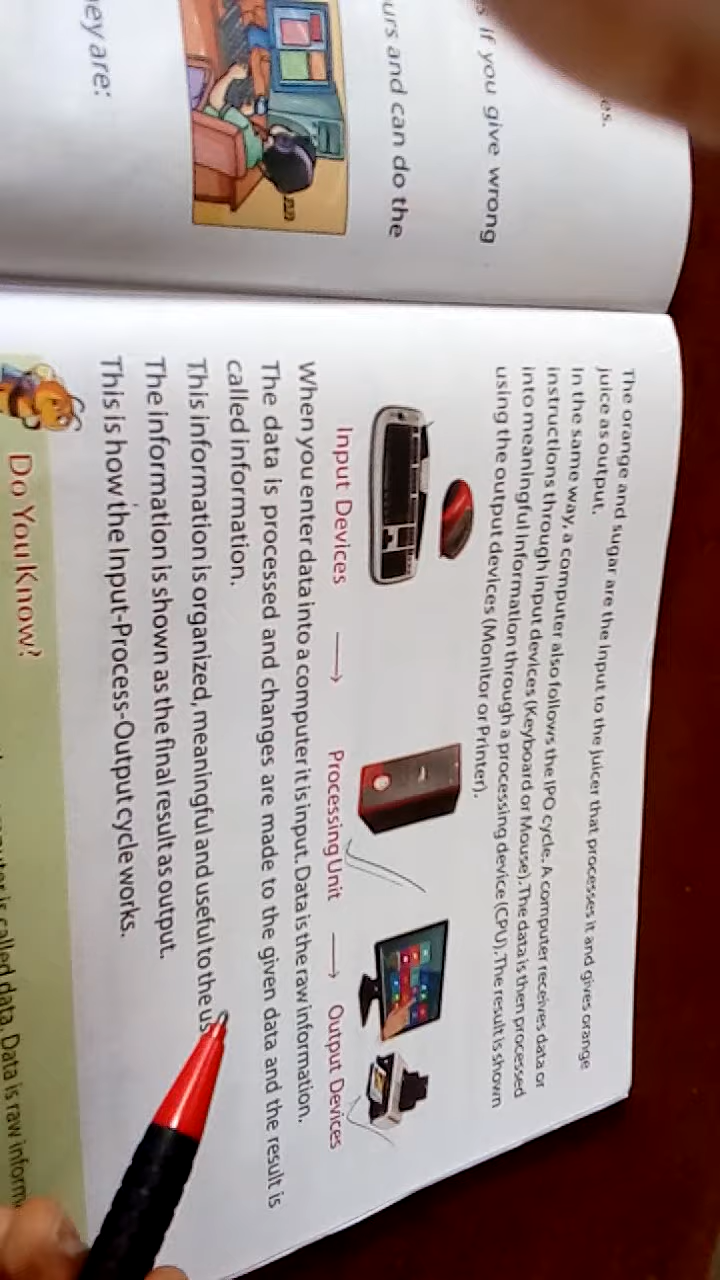 es.
s if you give wrong
urs and can do the
ey are:
The orange and sugar are the input to the juicer that processes it and gives orange
juice as output.
In the same way, a computer also follows the IPO cycle. A computer receives data or
instructions through input devices (Keyboard or Mouse). The data is then processed
into meaningful information through a processing device (CPU). The result is shown
using the output devices (Monitor or Printer).
Input Devices → Processing Unit → Output Devices
When you enter data into a computer it is input. Data is the raw information.
The data is processed and changes are made to the given data and the result is
called information.
This information is organized, meaningful and useful to the us
The information is shown as the final result as output.
This is how the Input-Process-Output cycle works.
Do You Know?
is called data. Data is raw inform